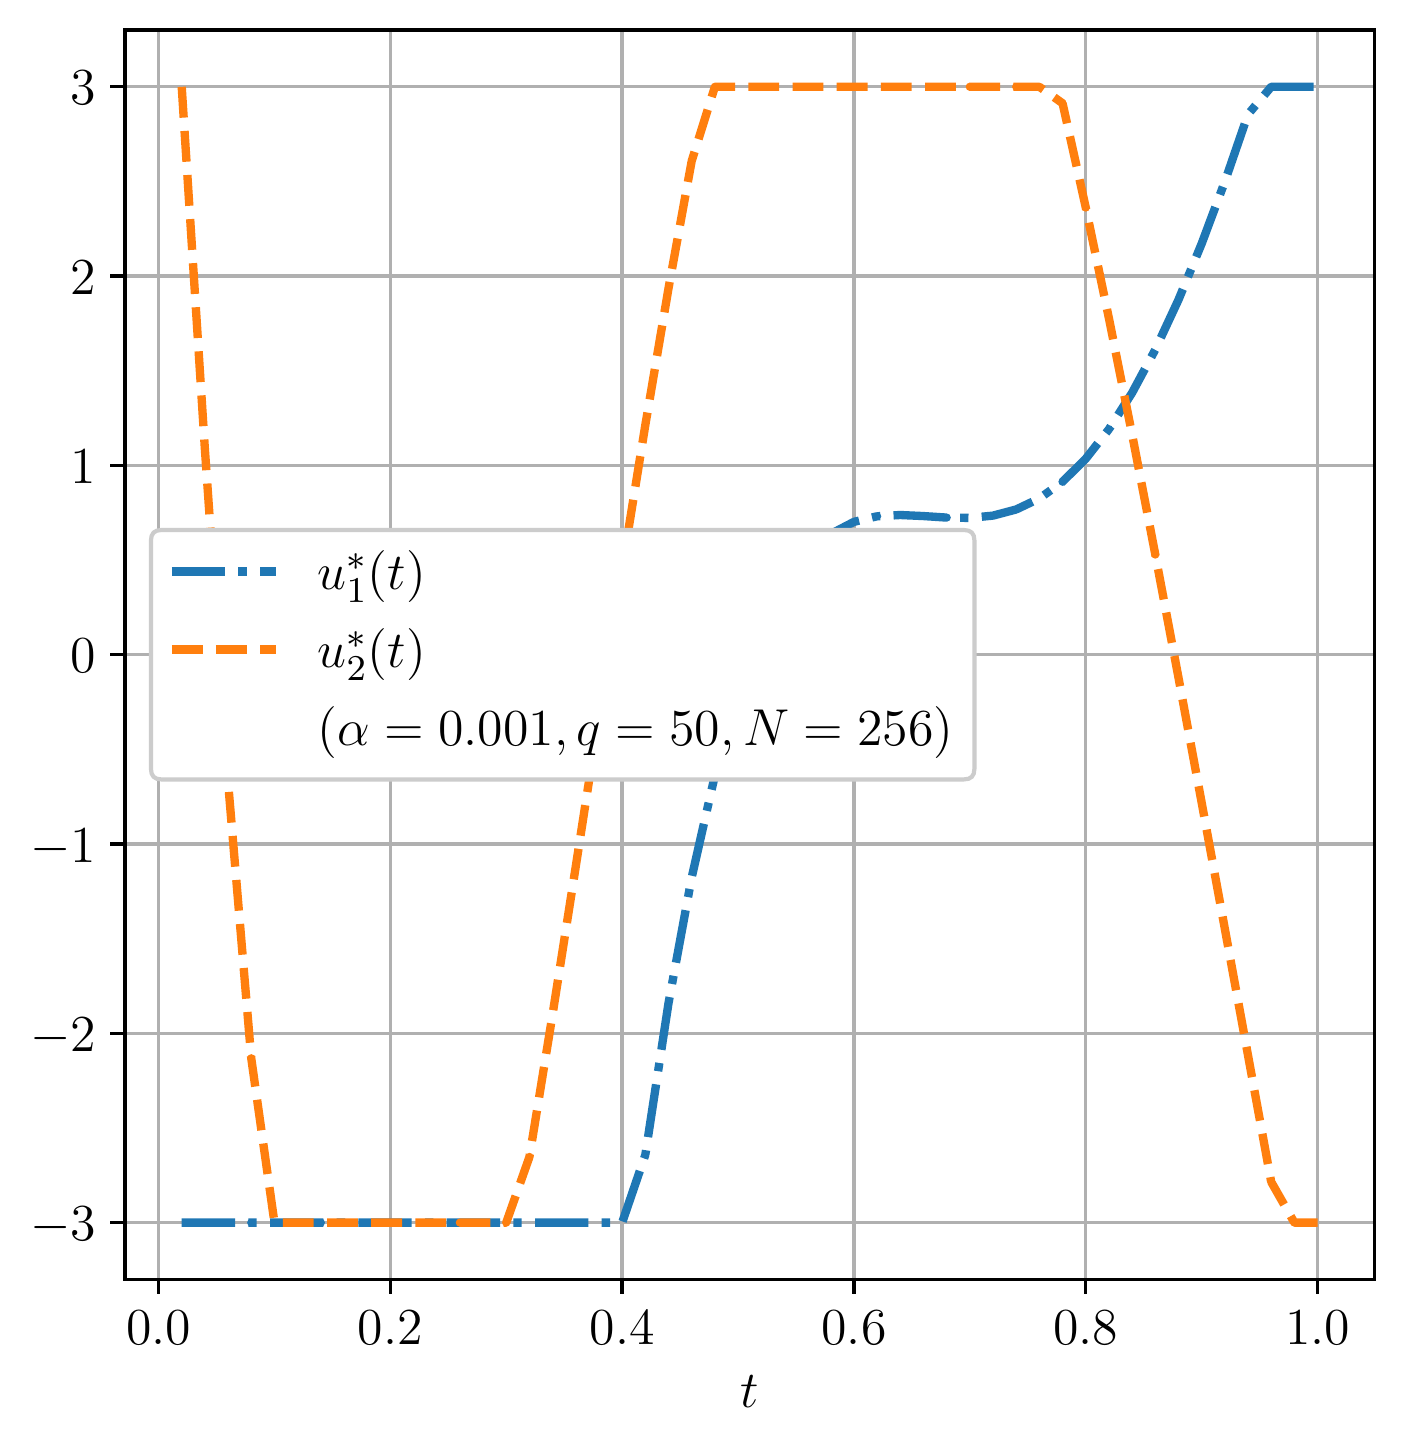 3
2
1
0
−1
−2
−3
u₁*(t)
u₂*(t)
(α = 0.001, q = 50, N = 256)
0.0 0.2 0.4 0.6 0.8 1.0
t